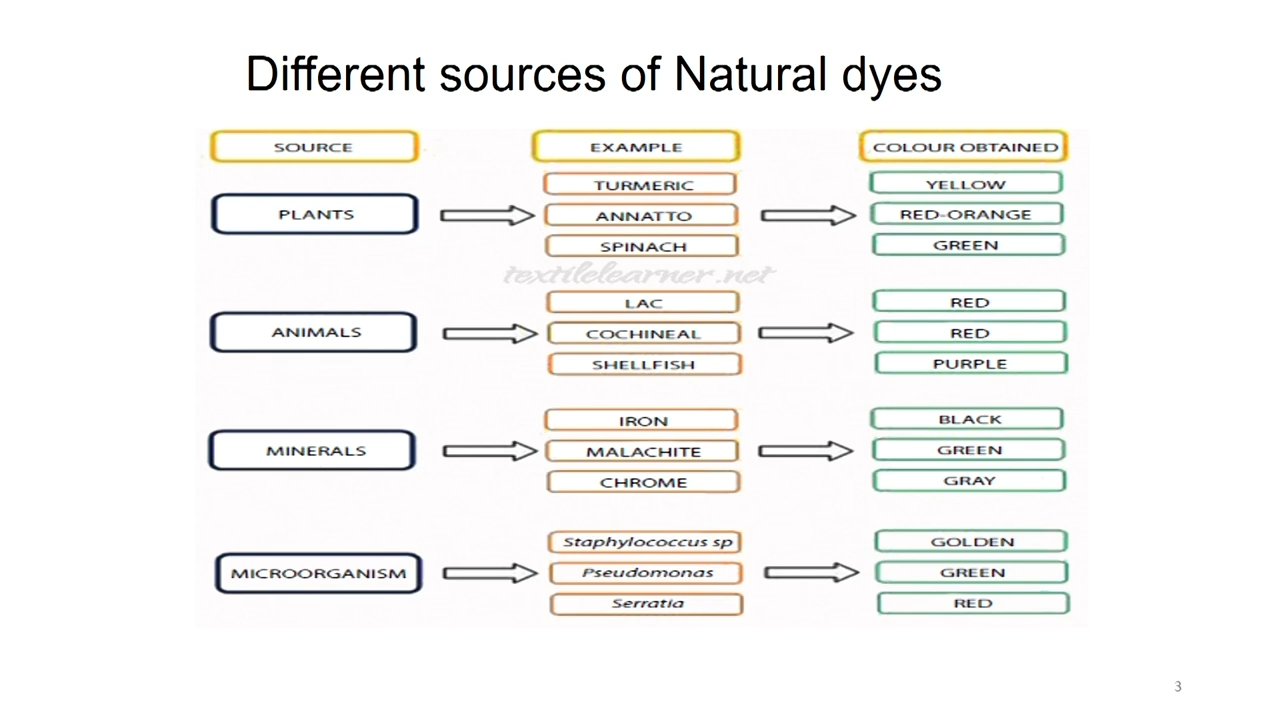 Different sources of Natural dyes
SOURCE EXAMPLE COLOUR OBTAINED
PLANTS
TURMERIC YELLOW
ANNATTO RED-ORANGE
SPINACH GREEN
textilelearner.net
ANIMALS
LAC RED
COCHINEAL RED
SHELLFISH PURPLE
MINERALS
IRON BLACK
MALACHITE GREEN
CHROME GRAY
MICROORGANISM
Staphylococcus sp GOLDEN
Pseudomonas GREEN
Serratia RED
3